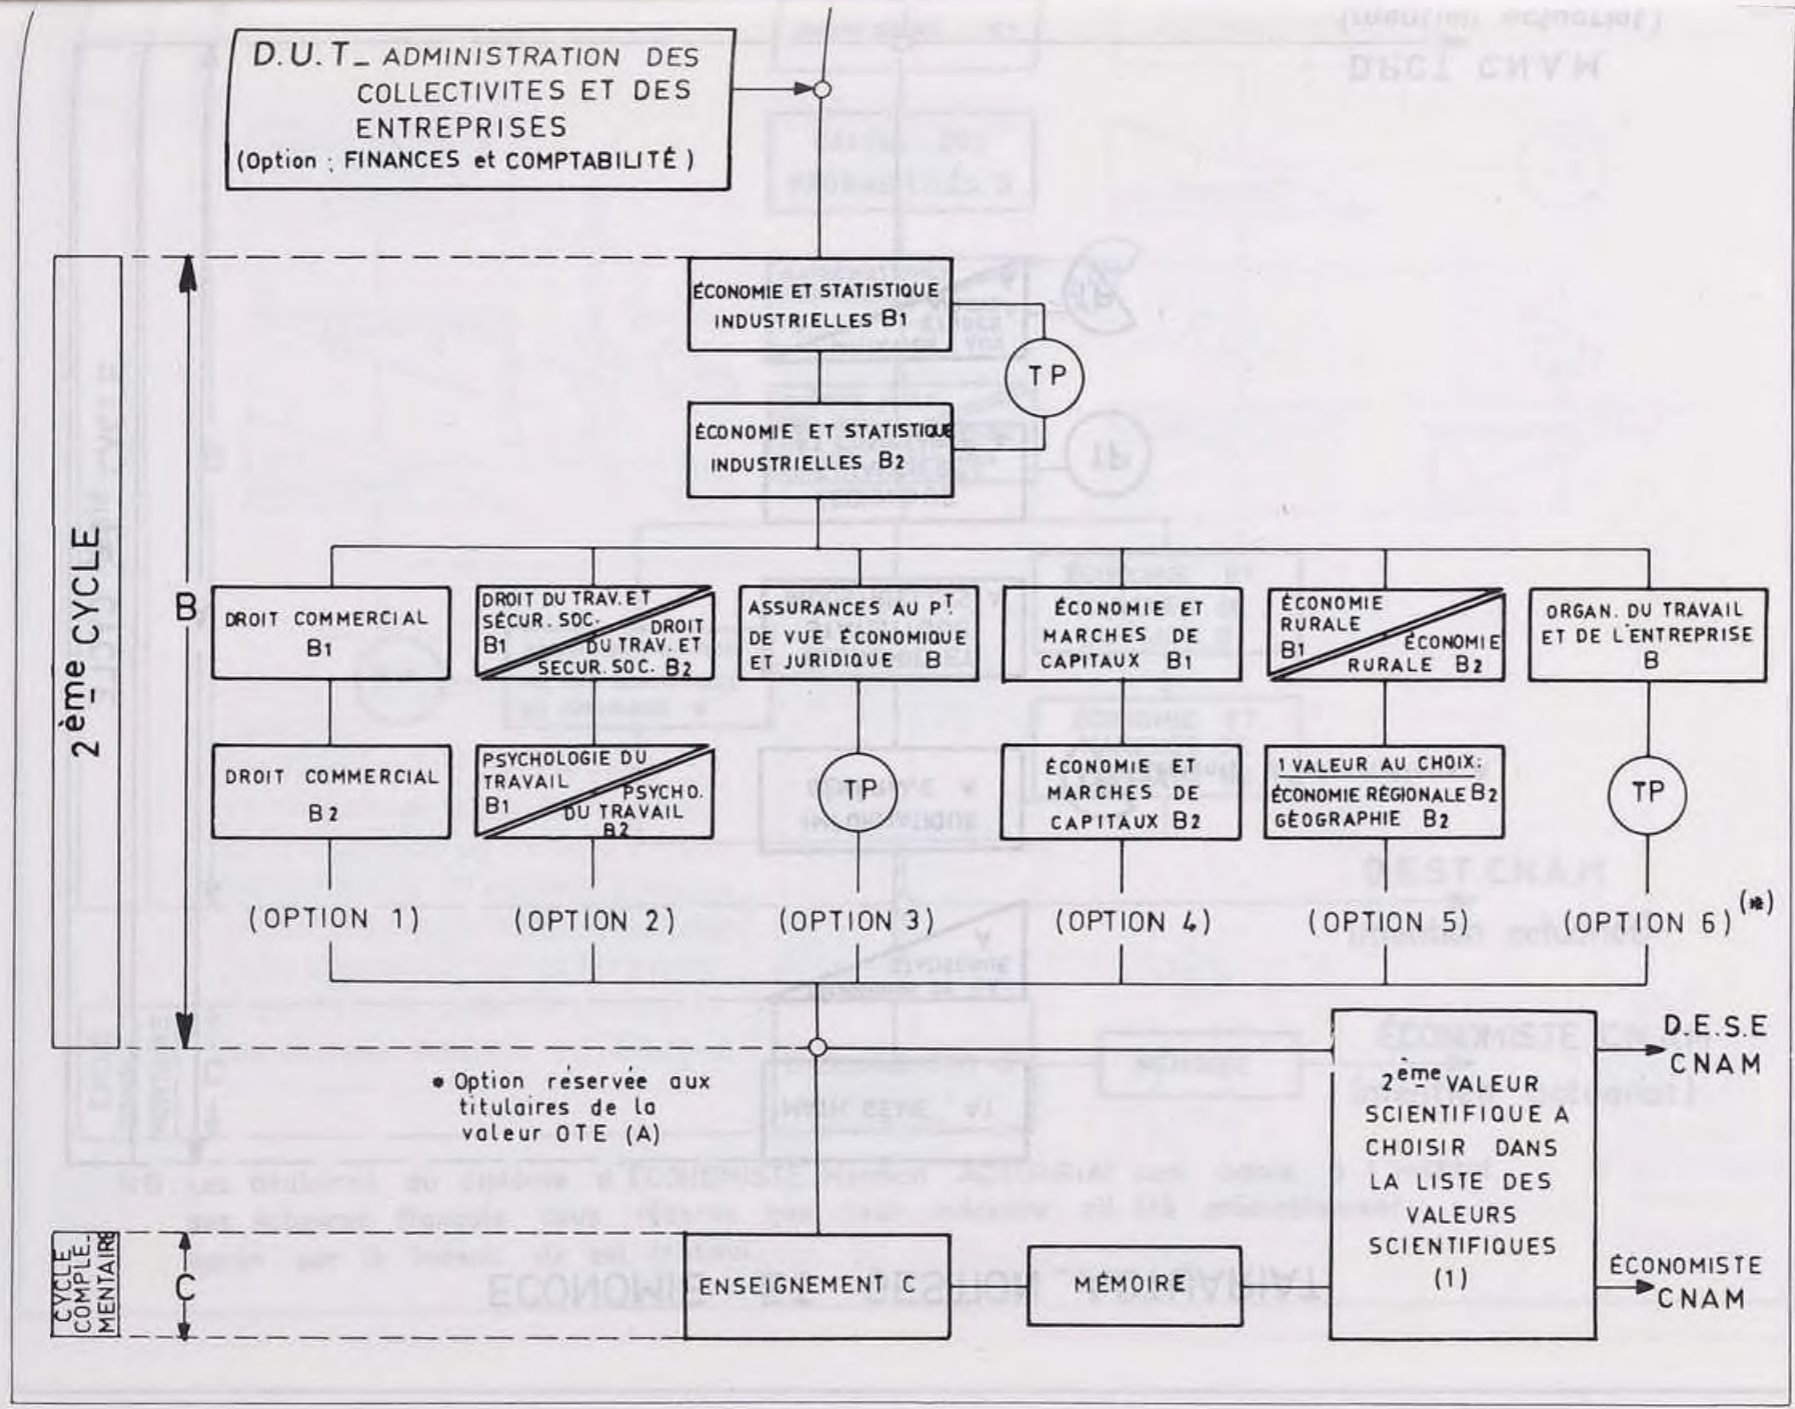 D.U.T_ ADMINISTRATION DES
COLLECTIVITES ET DES
ENTREPRISES
(Option : FINANCES et COMPTABILITÉ)
2ème CYCLE
B
ÉCONOMIE ET STATISTIQUE
INDUSTRIELLES B1
TP
ÉCONOMIE ET STATISTIQUE
INDUSTRIELLES B2
DROIT COMMERCIAL
B1
DROIT DU TRAV. ET
SÉCUR. SOC.
B1
DROIT
DU TRAV. ET
SECUR. SOC. B2
ASSURANCES AU PT
DE VUE ÉCONOMIQUE
ET JURIDIQUE B
ÉCONOMIE ET
MARCHES DE
CAPITAUX B1
ÉCONOMIE
RURALE
B1
ÉCONOMIE
RURALE B2
ORGAN. DU TRAVAIL
ET DE L'ENTREPRISE
B
DROIT COMMERCIAL
B2
PSYCHOLOGIE DU
TRAVAIL
B1
PSYCHO.
DU TRAVAIL
B2
TP
ÉCONOMIE ET
MARCHES DE
CAPITAUX B2
1 VALEUR AU CHOIX:
ÉCONOMIE RÉGIONALE B2
GÉOGRAPHIE B2
TP
(OPTION 1)
(OPTION 2)
(OPTION 3)
(OPTION 4)
(OPTION 5)
(OPTION 6) (*)
* Option réservée aux
titulaires de la
valeur OTE (A)
2ème VALEUR
SCIENTIFIQUE A
CHOISIR DANS
LA LISTE DES
VALEURS
SCIENTIFIQUES
(1)
D.E.S.E
CNAM
CYCLE
COMPLE_
MENTAIRE
C
ENSEIGNEMENT C
MÉMOIRE
ÉCONOMISTE
CNAM